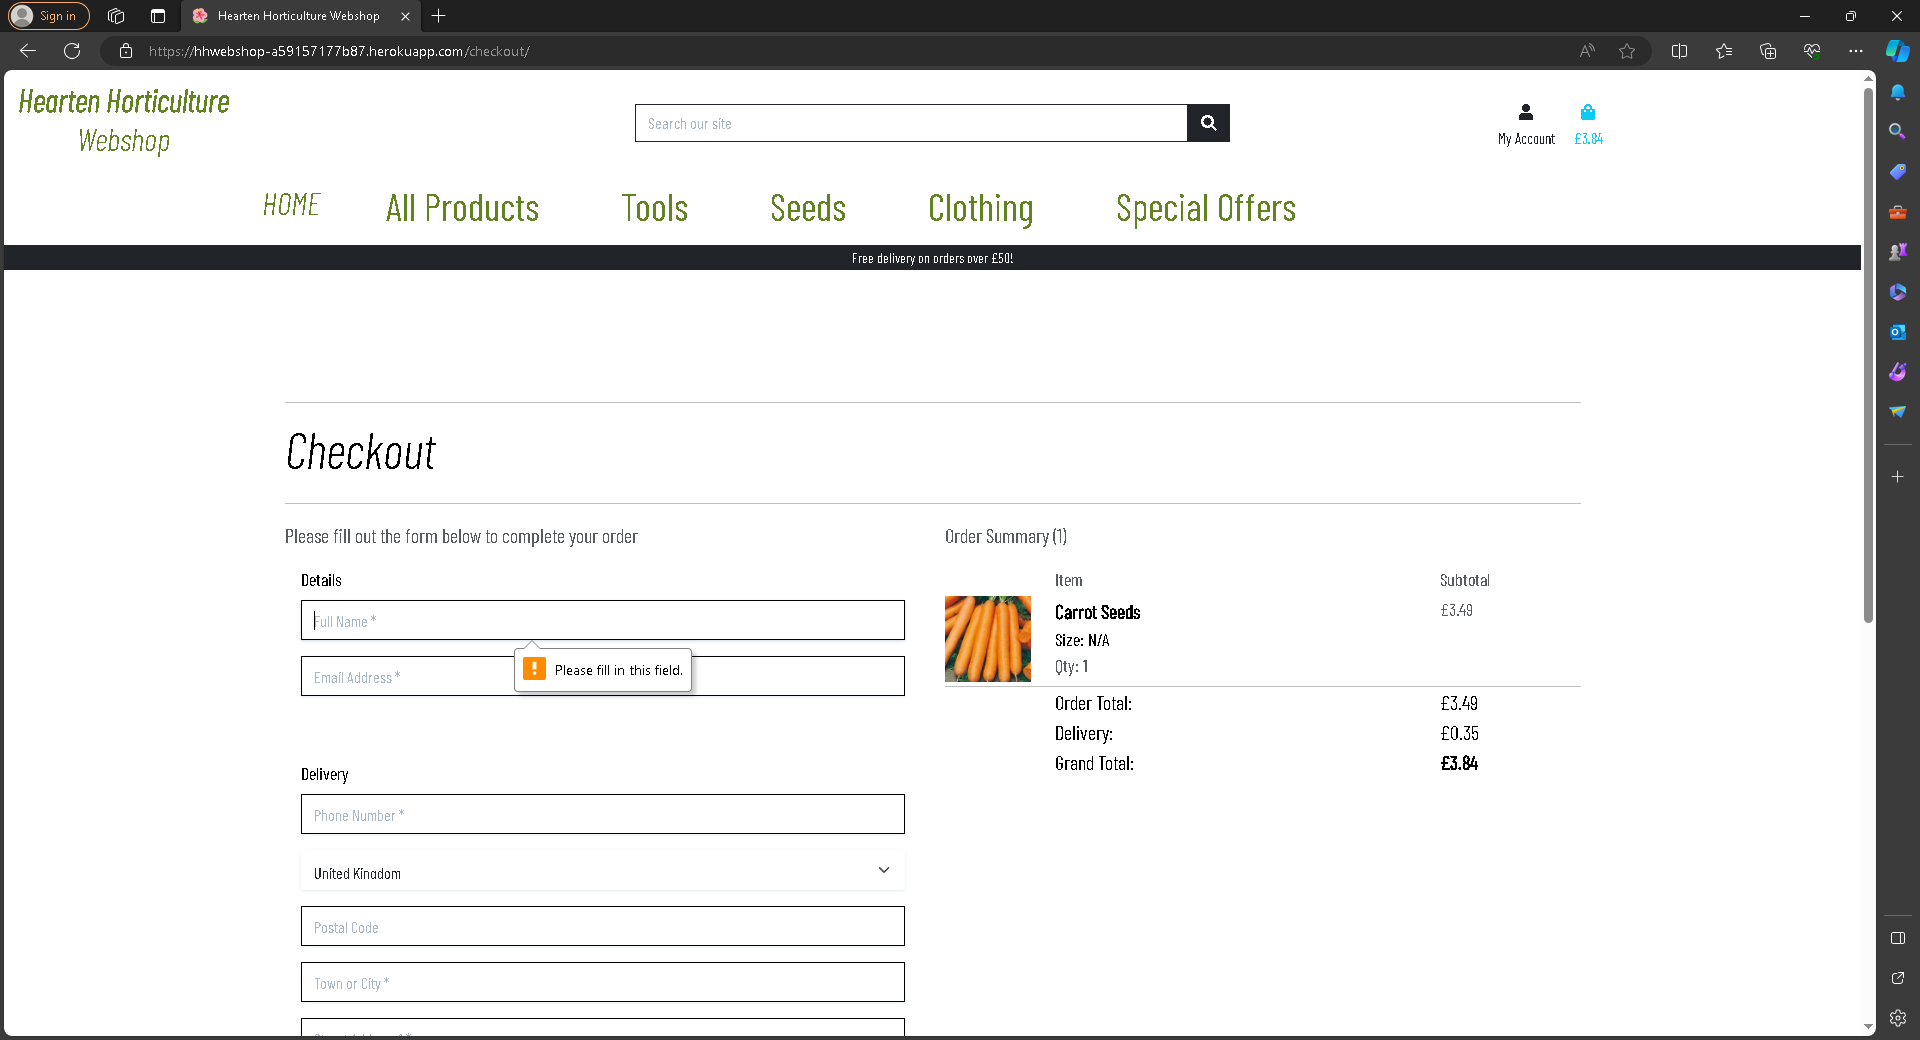 Sign in
Hearten Horticulture Webshop
https://hhwebshop-a59157177b87.herokuapp.com/checkout/
Hearten Horticulture
Webshop
Search our site
My Account
£3.84
HOME
All Products
Tools
Seeds
Clothing
Special Offers
Free delivery on orders over £50!
Checkout
Please fill out the form below to complete your order
Details
Full Name *
Please fill in this field.
Email Address *
Delivery
Phone Number *
United Kingdom
Postal Code
Town or City *
Order Summary (1)
Item
Subtotal
Carrot Seeds
£3.49
Size: N/A
Qty: 1
Order Total:
£3.49
Delivery:
£0.35
Grand Total:
£3.84